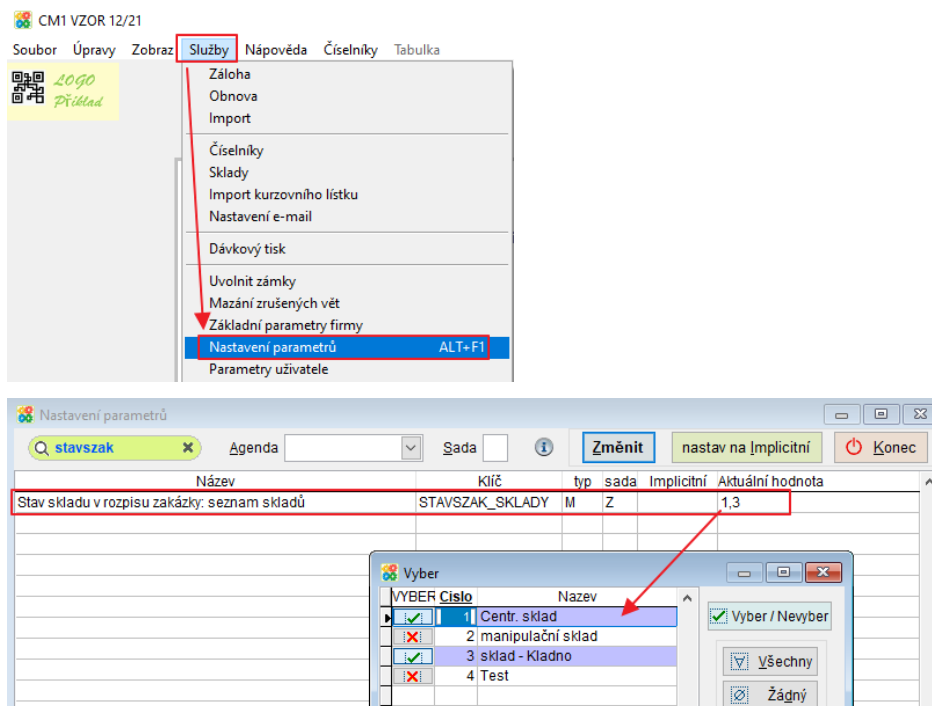 CM1 VZOR 12/21
Soubor Úpravy Zobraz Služby Nápověda Číselníky Tabulka
LOGO
Příklad
Záloha
Obnova
Import
Číselníky
Sklady
Import kurzovního lístku
Nastavení e-mail
Dávkový tisk
Uvolnit zámky
Mazání zrušených vět
Základní parametry firmy
Nastavení parametrů ALT+F1
Parametry uživatele
Nastavení parametrů
stavszak Agenda Sada Změnit nastav na Implicitní Konec
Název Klíč typ sada Implicitní Aktuální hodnota
Stav skladu v rozpisu zakázky: seznam skladů STAVSZAK_SKLADY M Z 1,3
Vyber
VYBER Cislo Nazev
1 Centr. sklad Vyber / Nevyber
2 manipulační sklad
3 sklad - Kladno Všechny
4 Test
Žádný